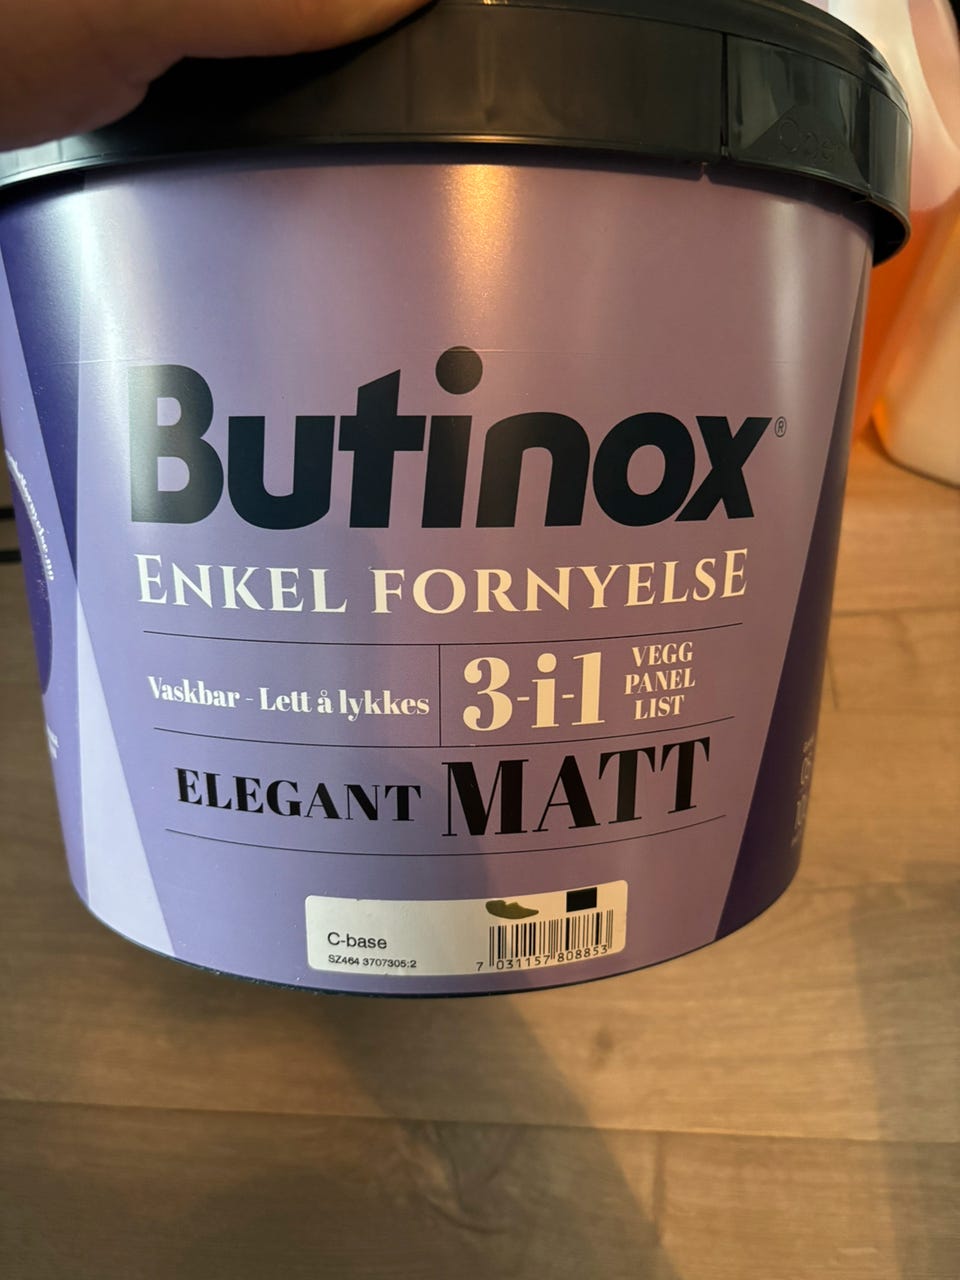 Open
Butinox®
ENKEL FORNYELSE
Vaskbar - Lett å lykkes
3-i-1
VEGG
PANEL
LIST
ELEGANT MATT
C-base
SZ464 3707305:2
7 031157 808853